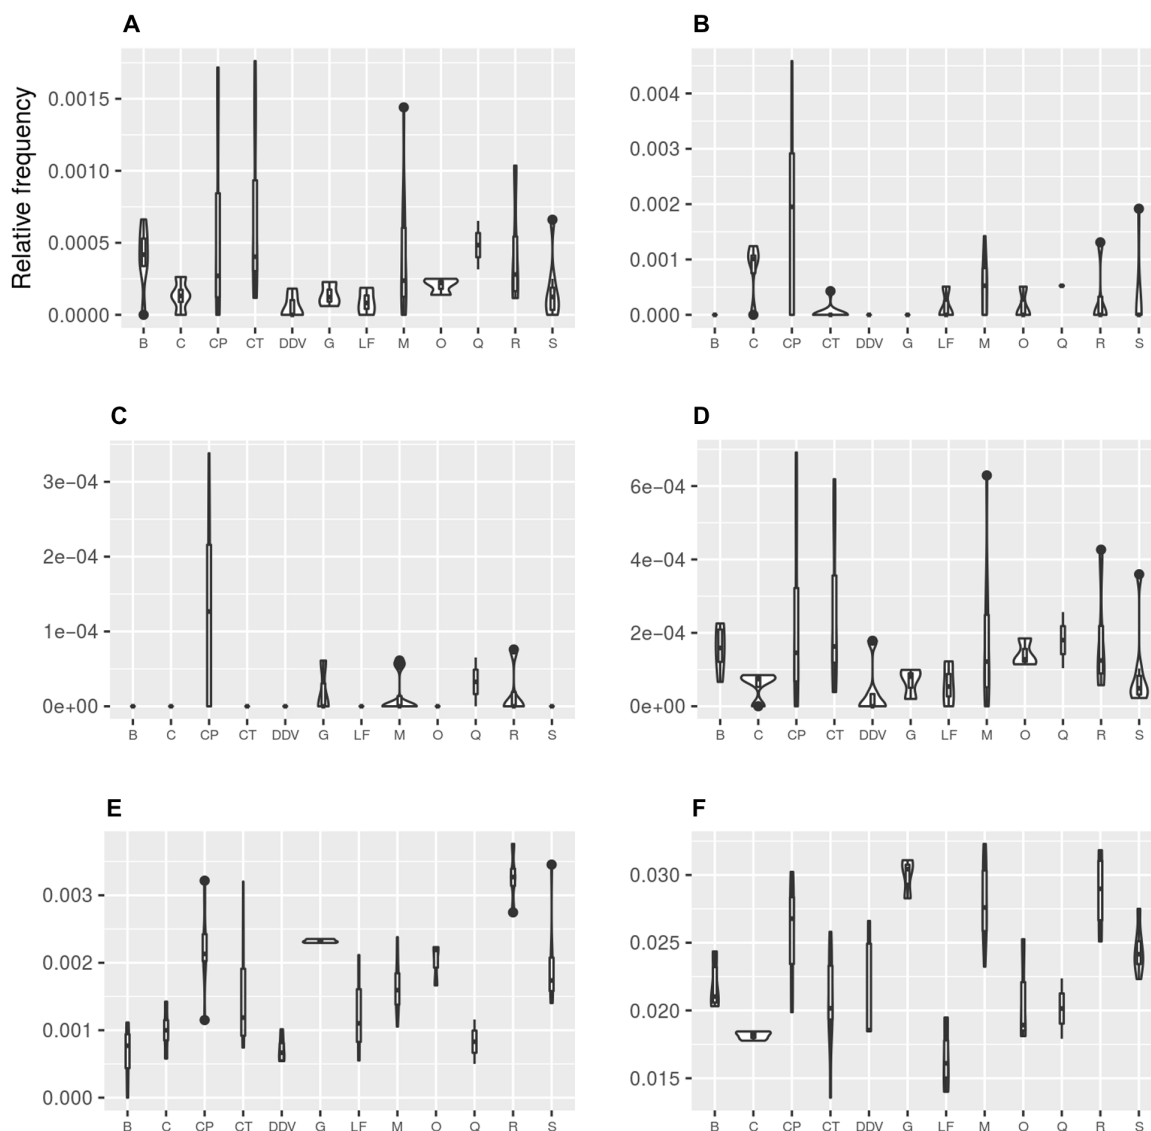 A
Relative frequency
0.0015
0.0010
0.0005
0.0000
B C CP CT DDV G LF M O Q R S
B
0.004
0.003
0.002
0.001
0.000
B C CP CT DDV G LF M O Q R S
C
3e−04
2e−04
1e−04
0e+00
B C CP CT DDV G LF M O Q R S
D
6e−04
4e−04
2e−04
0e+00
B C CP CT DDV G LF M O Q R S
E
0.003
0.002
0.001
0.000
B C CP CT DDV G LF M O Q R S
F
0.030
0.025
0.020
0.015
B C CP CT DDV G LF M O Q R S